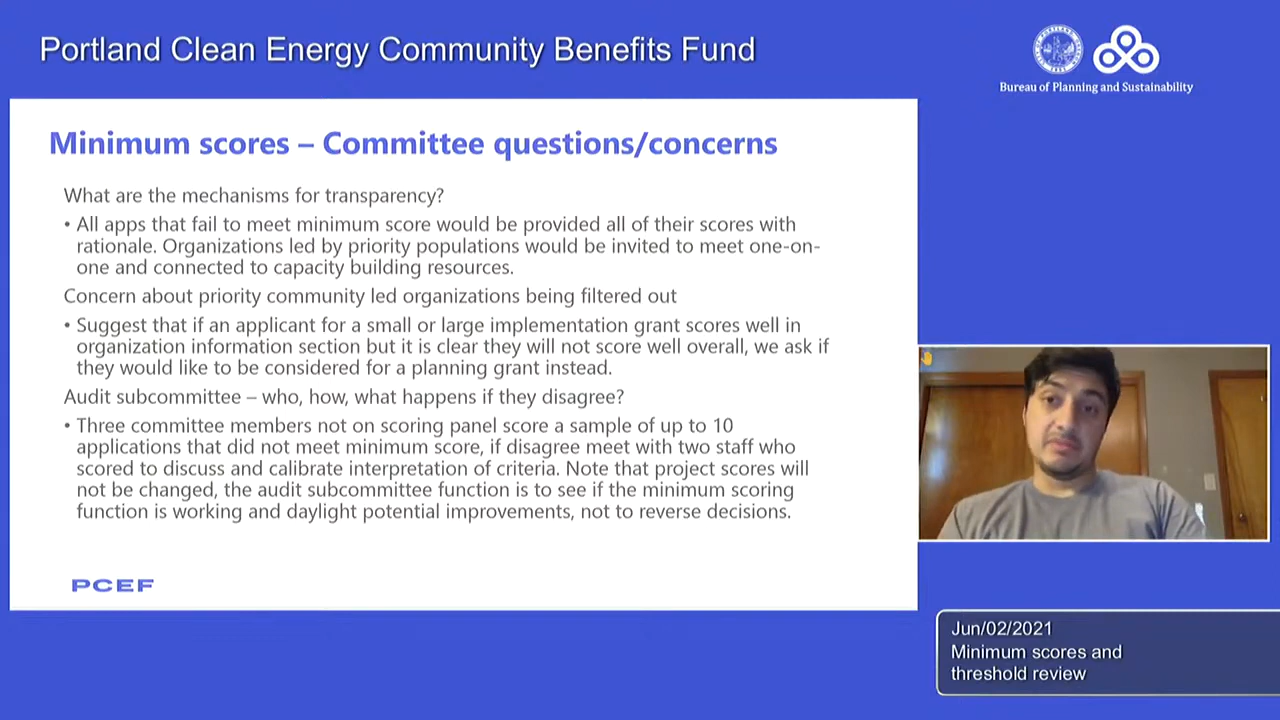 Portland Clean Energy Community Benefits Fund
Bureau of Planning and Sustainability
Minimum scores – Committee questions/concerns
What are the mechanisms for transparency?
• All apps that fail to meet minimum score would be provided all of their scores with
rationale. Organizations led by priority populations would be invited to meet one-on-
one and connected to capacity building resources.
Concern about priority community led organizations being filtered out
• Suggest that if an applicant for a small or large implementation grant scores well in
organization information section but it is clear they will not score well overall, we ask if
they would like to be considered for a planning grant instead.
Audit subcommittee – who, how, what happens if they disagree?
• Three committee members not on scoring panel score a sample of up to 10
applications that did not meet minimum score, if disagree meet with two staff who
scored to discuss and calibrate interpretation of criteria. Note that project scores will
not be changed, the audit subcommittee function is to see if the minimum scoring
function is working and daylight potential improvements, not to reverse decisions.
PCEF
Jun/02/2021
Minimum scores and
threshold review